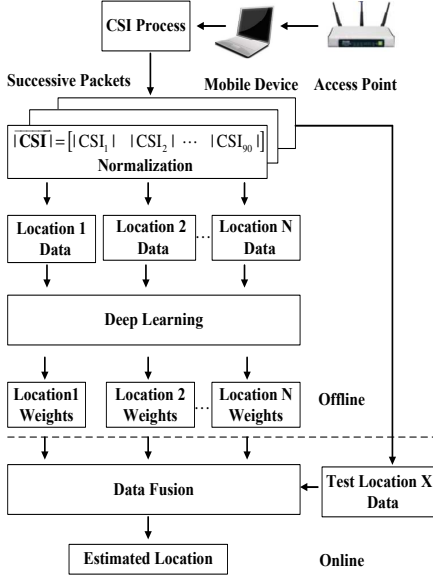 CSI Process
Successive Packets
Mobile Device
Access Point
|CSI|=[|CSI1| |CSI2| ⋯ |CSI90|]
Normalization
Location 1 Data
Location 2 Data
...
Location N Data
Deep Learning
Location1 Weights
Location 2 Weights
...
Location N Weights
Offline
Data Fusion
Test Location X Data
Estimated Location
Online